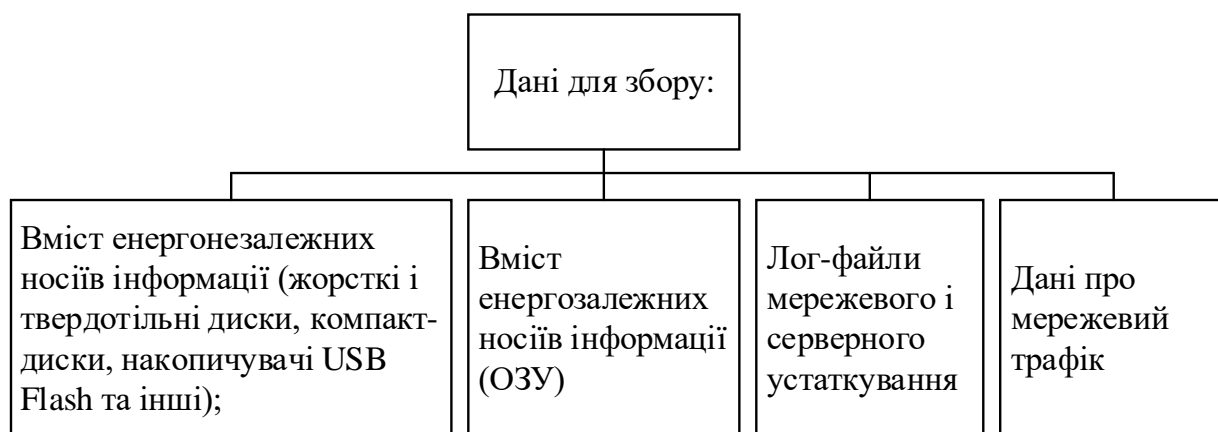 Дані для збору:
Вміст енергонезалежних
носіїв інформації (жорсткі і
твердотільні диски, компакт-
диски, накопичувачі USB
Flash та інші);
Вміст
енергозалежних
носіїв інформації
(ОЗУ)
Лог-файли
мережевого і
серверного
устаткування
Дані про
мережевий
трафік